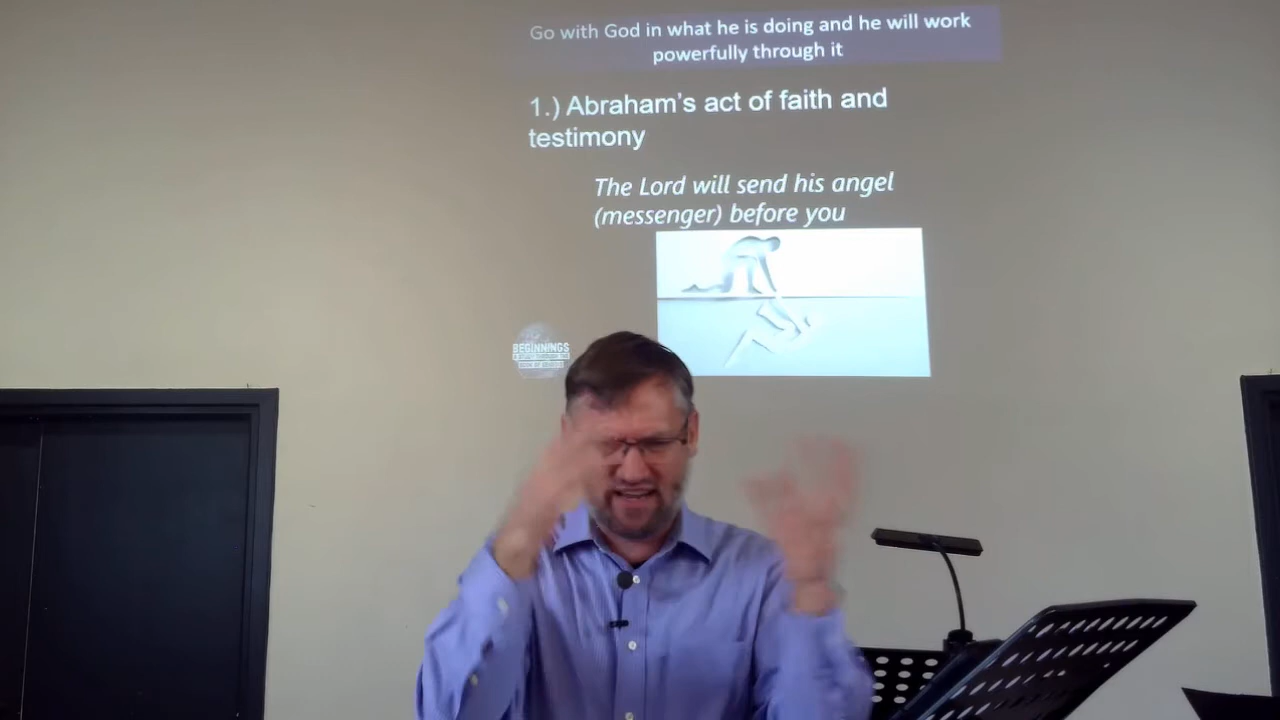 Go with God in what he is doing and he will work
powerfully through it
1.) Abraham's act of faith and
testimony
The Lord will send his angel
(messenger) before you
BEGINNINGS